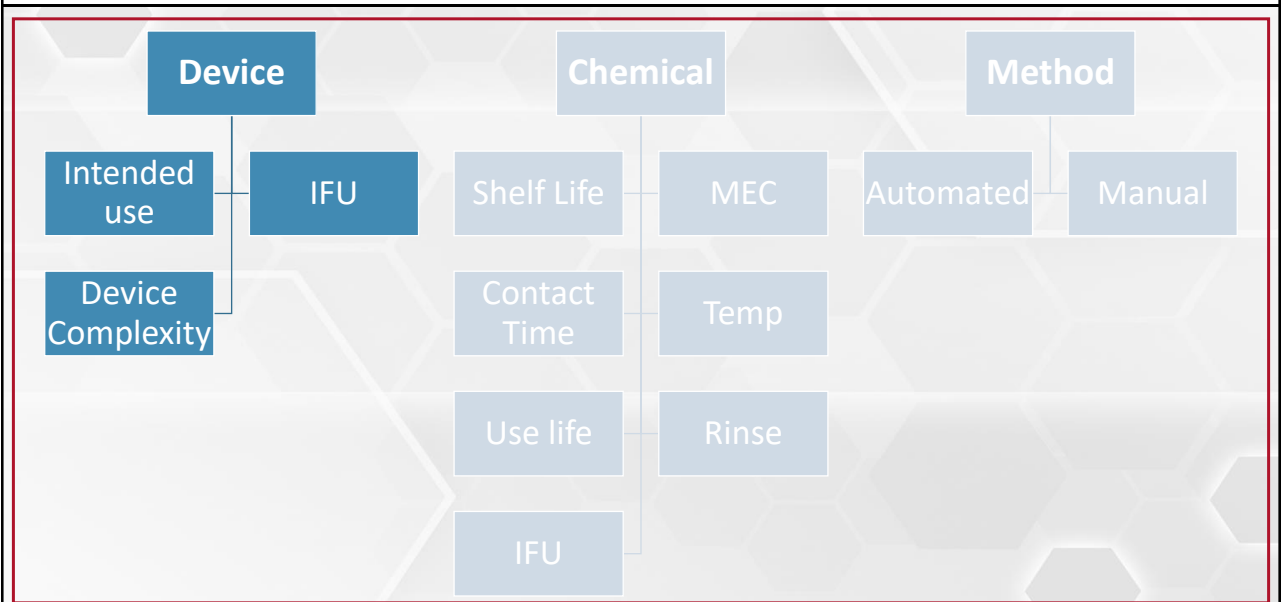 Device
Intended
use
IFU
Device
Complexity
Chemical
Shelf Life
MEC
Contact
Time
Temp
Use life
Rinse
IFU
Method
Automated
Manual